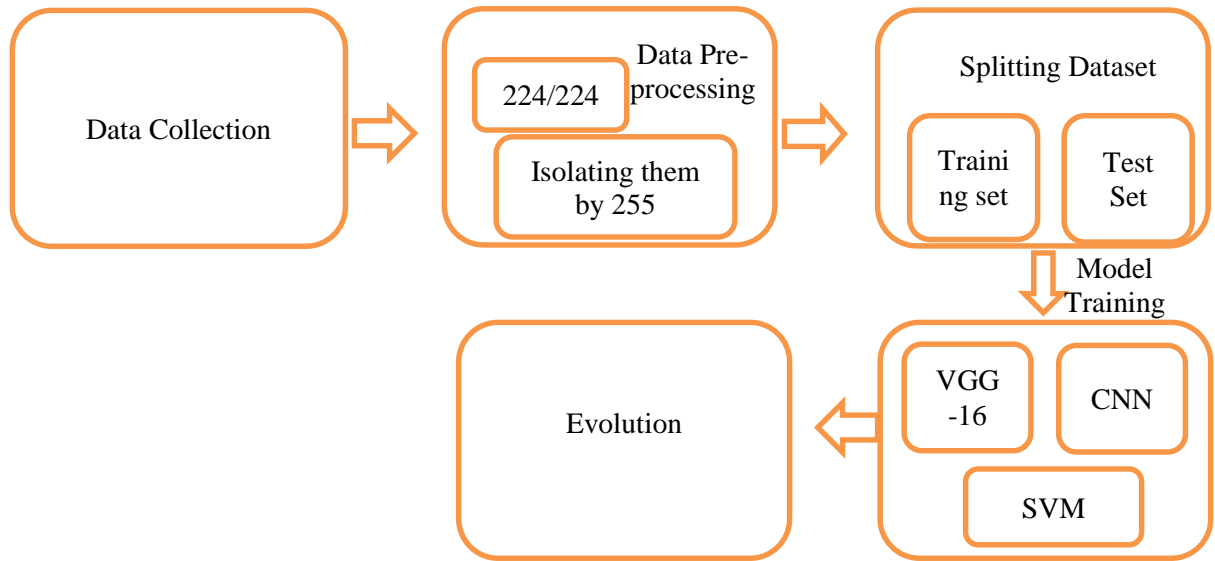 Data Collection
Data Pre-
processing
224/224
Isolating them
by 255
Splitting Dataset
Traini
ng set
Test
Set
Model
Training
VGG
-16
CNN
SVM
Evolution